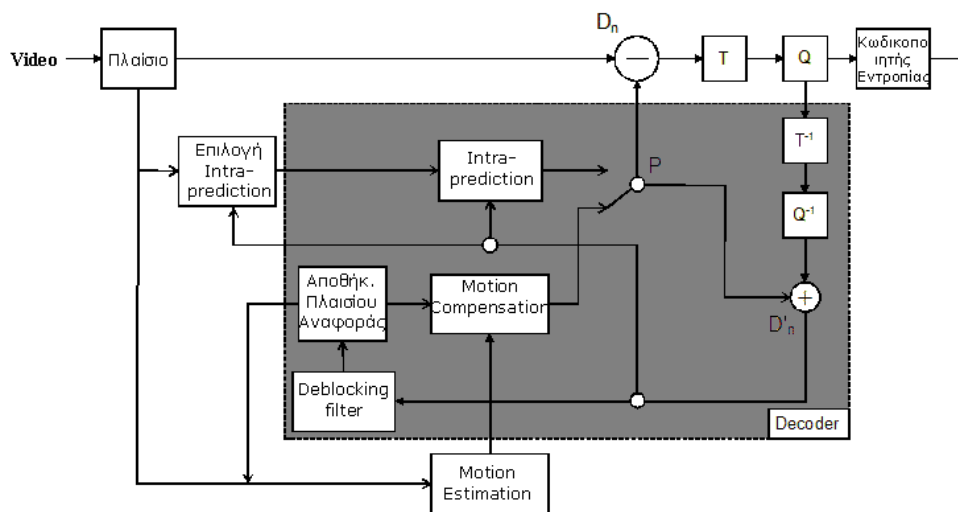 Dn
Video
Πλαίσιο
T
Q
Κωδικοπο
ιητής
Εντροπίας
Επιλογή
Intra-
prediction
Intra-
prediction
P
T-1
Q-1
Αποθήκ.
Πλαισίου
Αναφοράς
Motion
Compensation
D'n
Deblocking
filter
Decoder
Motion
Estimation